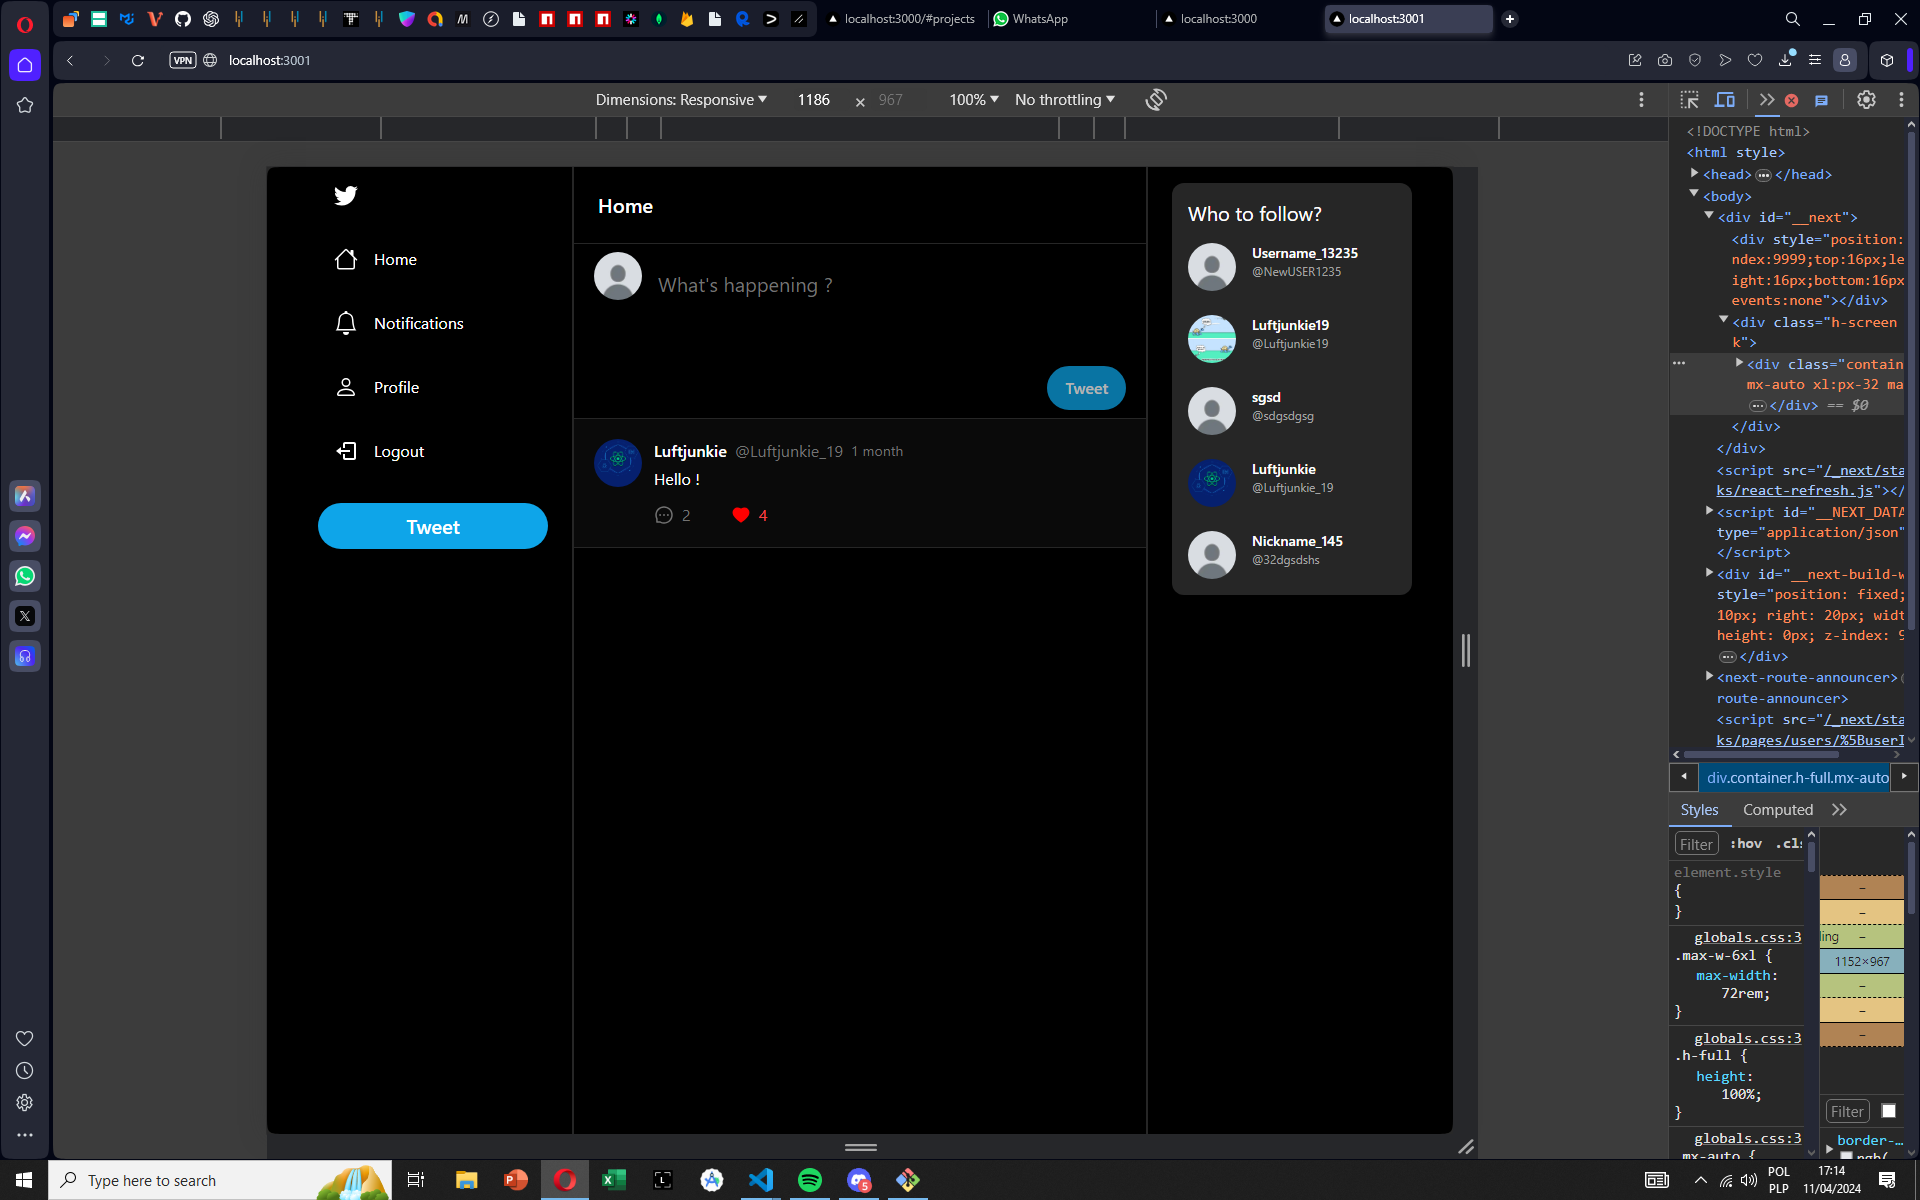 localhost:3000/#projects
WhatsApp
localhost:3000
localhost:3001
VPN
localhost:3001
Dimensions: Responsive
1186
967
100%
No throttling
Home
Notifications
Profile
Logout
Tweet
Home
What's happening ?
Tweet
Luftjunkie @Luftjunkie_19 1 month
Hello !
2
4
Who to follow?
Username_13235
@NewUSER1235
Luftjunkie19
@Luftjunkie19
sgsd
@sdgsdgsg
Luftjunkie
@Luftjunkie_19
Nickname_145
@32dgsdshs
<!DOCTYPE html>
<html style>
<head> </head>
<body>
<div id="__next">
<div style="position:
ndex:9999;top:16px;le
ight:16px;bottom:16px
events:none"></div>
<div class="h-screen
k">
<div class="contain
mx-auto xl:px-32 ma
</div> == $0
</div>
</div>
<script src="/_next/sta
ks/react-refresh.js"></
<script id="__NEXT_DATA
type="application/json"
</script>
<div id="__next-build-w
style="position: fixed;
10px; right: 20px; widt
height: 0px; z-index: 9
</div>
<next-route-announcer>
route-announcer>
<script src="/_next/sta
ks/pages/users/%5BuserI
div.container.h-full.mx-auto
Styles
Computed
Filter
:hov
.cls
element.style
{
}
globals.css:3
.max-w-6xl {
max-width:
72rem;
}
globals.css:3
.h-full {
height:
100%;
}
globals.css:3
.mx-auto {
–
–
ling –
1152×967
–
–
–
Filter
border-…
rgb(
Type here to search
5
POL
PLP
17:14
11/04/2024